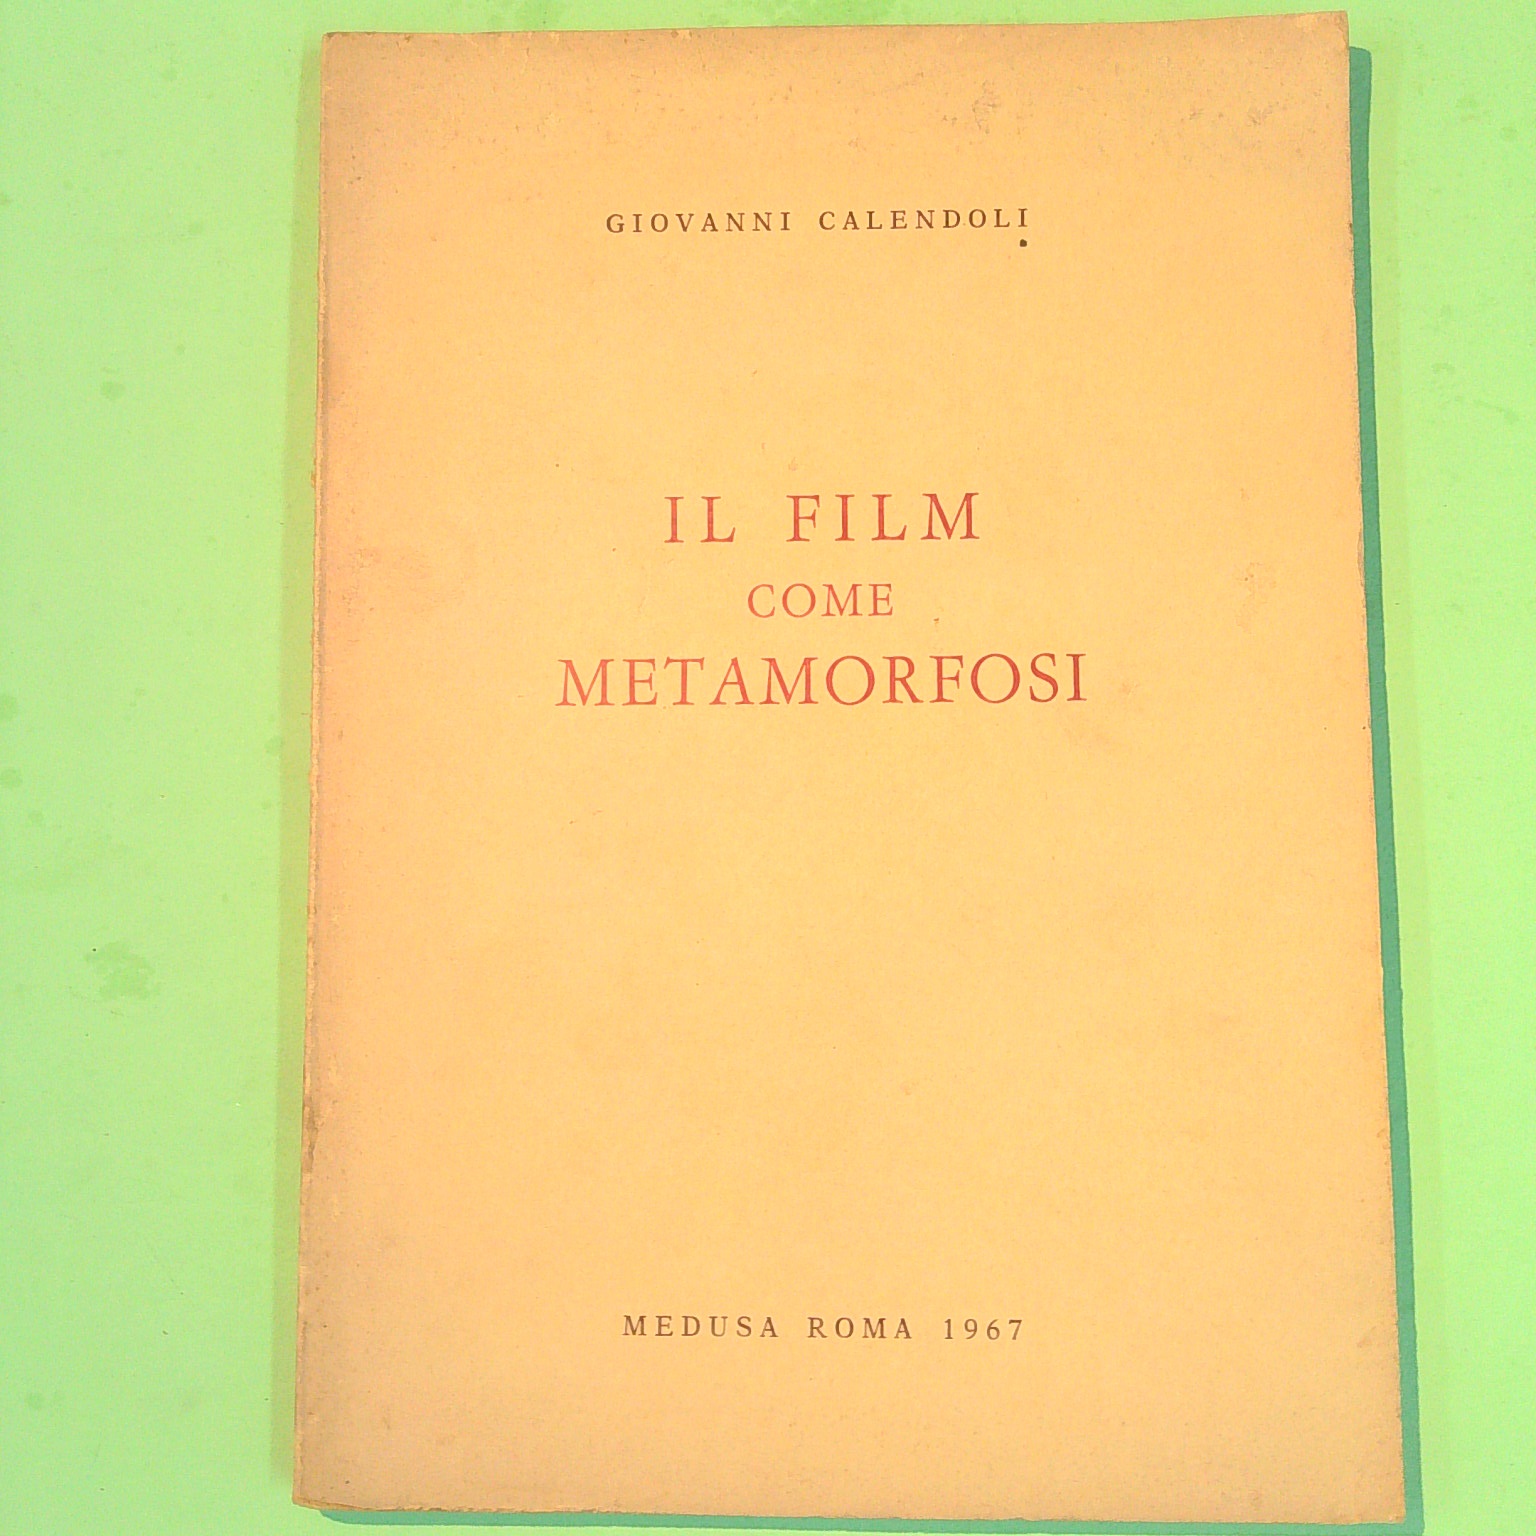 GIOVANNI CALENDOLI
IL FILM
COME
METAMORFOSI
MEDUSA ROMA 1967